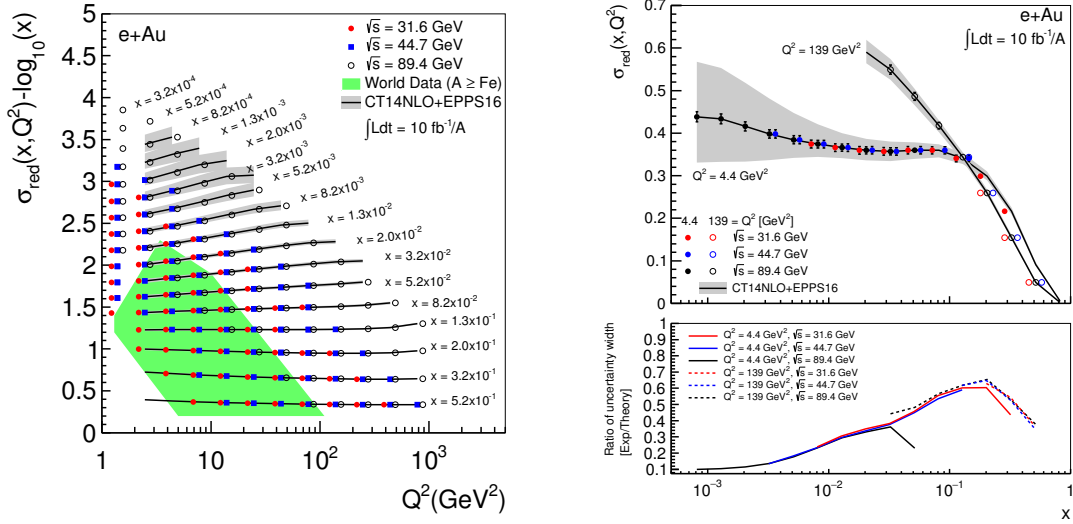 σred(x,Q²)-log10(x)
5
4.5
4
3.5
3
2.5
2
1.5
1
0.5
0
e+Au
√s = 31.6 GeV
√s = 44.7 GeV
√s = 89.4 GeV
World Data (A ≥ Fe)
CT14NLO+EPPS16
∫Ldt = 10 fb⁻¹/A
x = 3.2x10⁻⁴
x = 5.2x10⁻⁴
x = 8.2x10⁻⁴
x = 1.3x10⁻³
x = 2.0x10⁻³
x = 3.2x10⁻³
x = 5.2x10⁻³
x = 8.2x10⁻³
x = 1.3x10⁻²
x = 2.0x10⁻²
x = 3.2x10⁻²
x = 5.2x10⁻²
x = 8.2x10⁻²
x = 1.3x10⁻¹
x = 2.0x10⁻¹
x = 3.2x10⁻¹
x = 5.2x10⁻¹
1 10 10² 10³
Q²(GeV²)
σred(x,Q²)
0.7
0.6
0.5
0.4
0.3
0.2
0.1
0
e+Au
∫Ldt = 10 fb⁻¹/A
Q² = 139 GeV²
Q² = 4.4 GeV²
4.4 139 = Q² [GeV²]
√s = 31.6 GeV
√s = 44.7 GeV
√s = 89.4 GeV
CT14NLO+EPPS16
Ratio of uncertainty width
[Exp/Theory]
1
0.9
0.8
0.7
0.6
0.5
0.4
0.3
0.2
0.1
Q² = 4.4 GeV², √s = 31.6 GeV
Q² = 4.4 GeV², √s = 44.7 GeV
Q² = 4.4 GeV², √s = 89.4 GeV
Q² = 139 GeV², √s = 31.6 GeV
Q² = 139 GeV², √s = 44.7 GeV
Q² = 139 GeV², √s = 89.4 GeV
10⁻³ 10⁻² 10⁻¹ 1
x